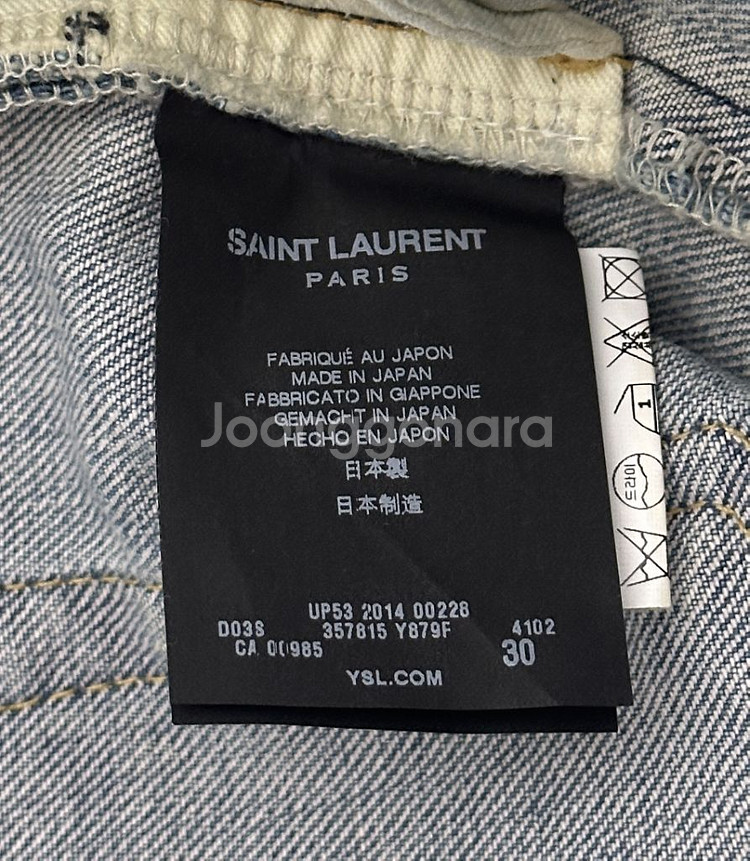 SAINT LAURENT
PARIS
FABRIQUÉ AU JAPON
MADE IN JAPAN
FABBRICATO IN GIAPPONE
GEMACHT IN JAPAN
HECHO EN JAPON
Joonggonara
日本製
日本制造
UP53 2014 00228
D03S 357815 Y879F 4102
CA 00985 30
YSL.COM
1